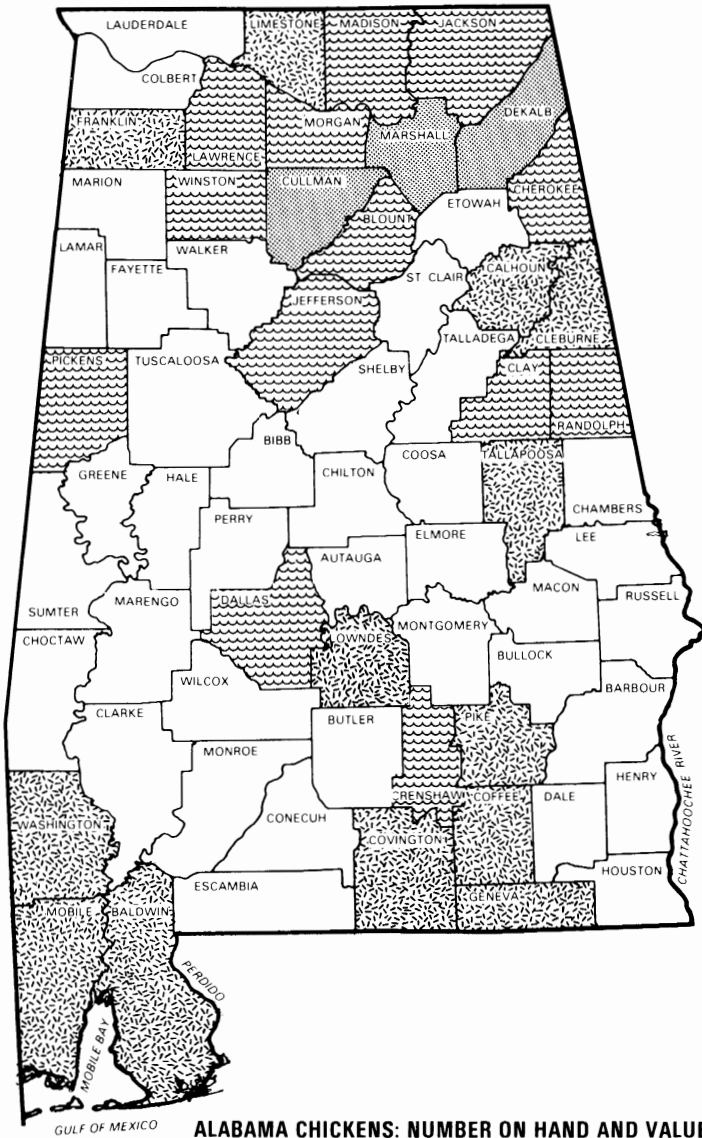 LAUDERDALE
LIMESTONE
MADISON
JACKSON
COLBERT
FRANKLIN
LAWRENCE
MORGAN
MARSHALL
DEKALB
MARION
WINSTON
CULLMAN
BLOUNT
ETOWAH
CHEROKEE
LAMAR
FAYETTE
WALKER
JEFFERSON
ST CLAIR
CALHOUN
CLEBURNE
PICKENS
TUSCALOOSA
SHELBY
TALLADEGA
CLAY
RANDOLPH
BIBB
GREENE
HALE
CHILTON
COOSA
TALLAPOOSA
CHAMBERS
PERRY
AUTAUGA
ELMORE
LEE
SUMTER
MARENGO
DALLAS
MACON
RUSSELL
CHOCTAW
OWNDES
MONTGOMERY
BULLOCK
WILCOX
BARBOUR
CLARKE
BUTLER
PIKE
MONROE
CRENSHAW
COFFEE
DALE
HENRY
WASHINGTON
CONECUH
COVINGTON
CHATTAHOOCHEE RIVER
ESCAMBIA
GENEVA
HOUSTON
MOBILE
BALDWIN
PERDIDO
MOBILE BAY
GULF OF MEXICO
ALABAMA CHICKENS: NUMBER ON HAND AND VALUE